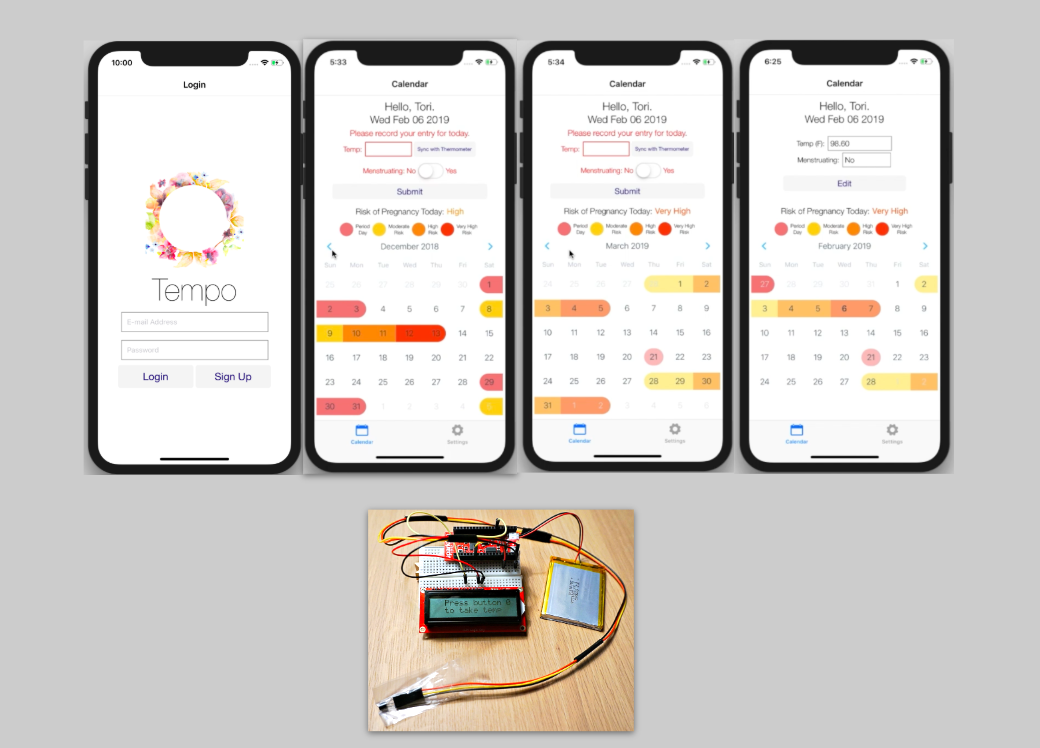 10:00
Login
Tempo
E-mail Address
Password
Login Sign Up
5:33
Calendar
Hello, Tori.
Wed Feb 06 2019
Please record your entry for today.
Temp: Sync with Thermometer
Menstruating: No Yes
Submit
Risk of Pregnancy Today: High
Period Day Moderate Risk High Risk Very High Risk
December 2018
Sun Mon Tue Wed Thu Fri Sat
25 26 27 28 29 30 1
2 3 4 5 6 7 8
9 10 11 12 13 14 15
16 17 18 19 20 21 22
23 24 25 26 27 28 29
30 31 1 2 3 4 5
Calendar Settings
5:34
Calendar
Hello, Tori.
Wed Feb 06 2019
Please record your entry for today.
Temp: Sync with Thermometer
Menstruating: No Yes
Submit
Risk of Pregnancy Today: Very High
Period Day Moderate Risk High Risk Very High Risk
March 2019
Sun Mon Tue Wed Thu Fri Sat
24 25 26 27 28 1 2
3 4 5 6 7 8 9
10 11 12 13 14 15 16
17 18 19 20 21 22 23
24 25 26 27 28 29 30
31 1 2 3 4 5 6
Calendar Settings
6:25
Calendar
Hello, Tori.
Wed Feb 06 2019
Temp (F): 96.60
Menstruating: No
Edit
Risk of Pregnancy Today: Very High
Period Day Moderate Risk High Risk Very High Risk
February 2019
Sun Mon Tue Wed Thu Fri Sat
27 28 29 30 31 1 2
3 4 5 6 7 8 9
10 11 12 13 14 15 16
17 18 19 20 21 22 23
24 25 26 27 28 1 2
Calendar Settings
Press button
to take temp